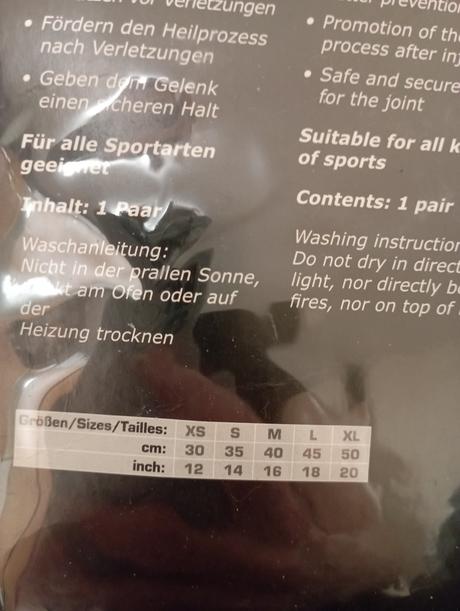 Verletzungen
• Fördern den Heilprozess
nach Verletzungen
• Geben dem Gelenk
einen sicheren Halt
Für alle Sportarten
geeignet
Inhalt: 1 Paar
Waschanleitung:
Nicht in der prallen Sonne,
am Ofen oder auf
der
Heizung trocknen
prevention
• Promotion of the
process after inj
• Safe and secure
for the joint
Suitable for all k
of sports
Contents: 1 pair
Washing instruction
Do not dry in direct
light, nor directly be
fires, nor on top of
Größen/Sizes/Tailles: XS S M L XL
cm: 30 35 40 45 50
inch: 12 14 16 18 20